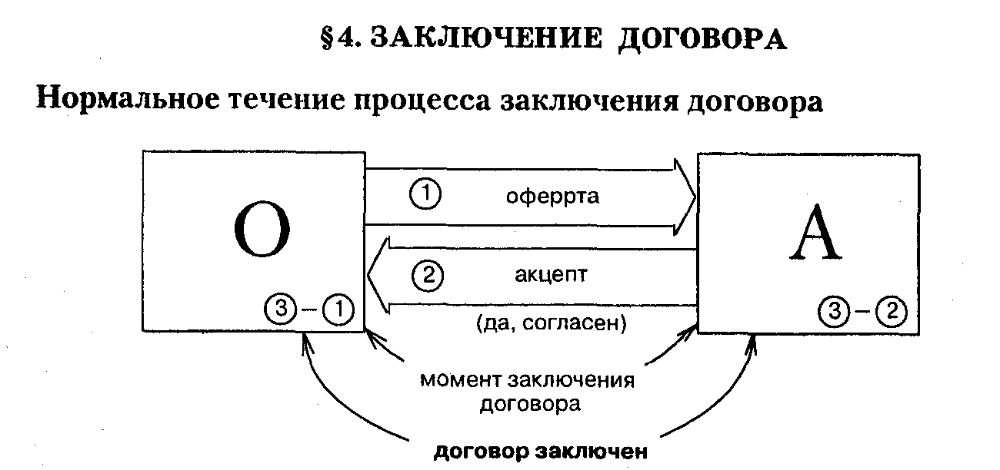 §4. ЗАКЛЮЧЕНИЕ ДОГОВОРА
Нормальное течение процесса заключения договора
О
① оферрта
А
② акцепт
③ – ①
(да, согласен)
③ – ②
момент заключения
договора
договор заключен